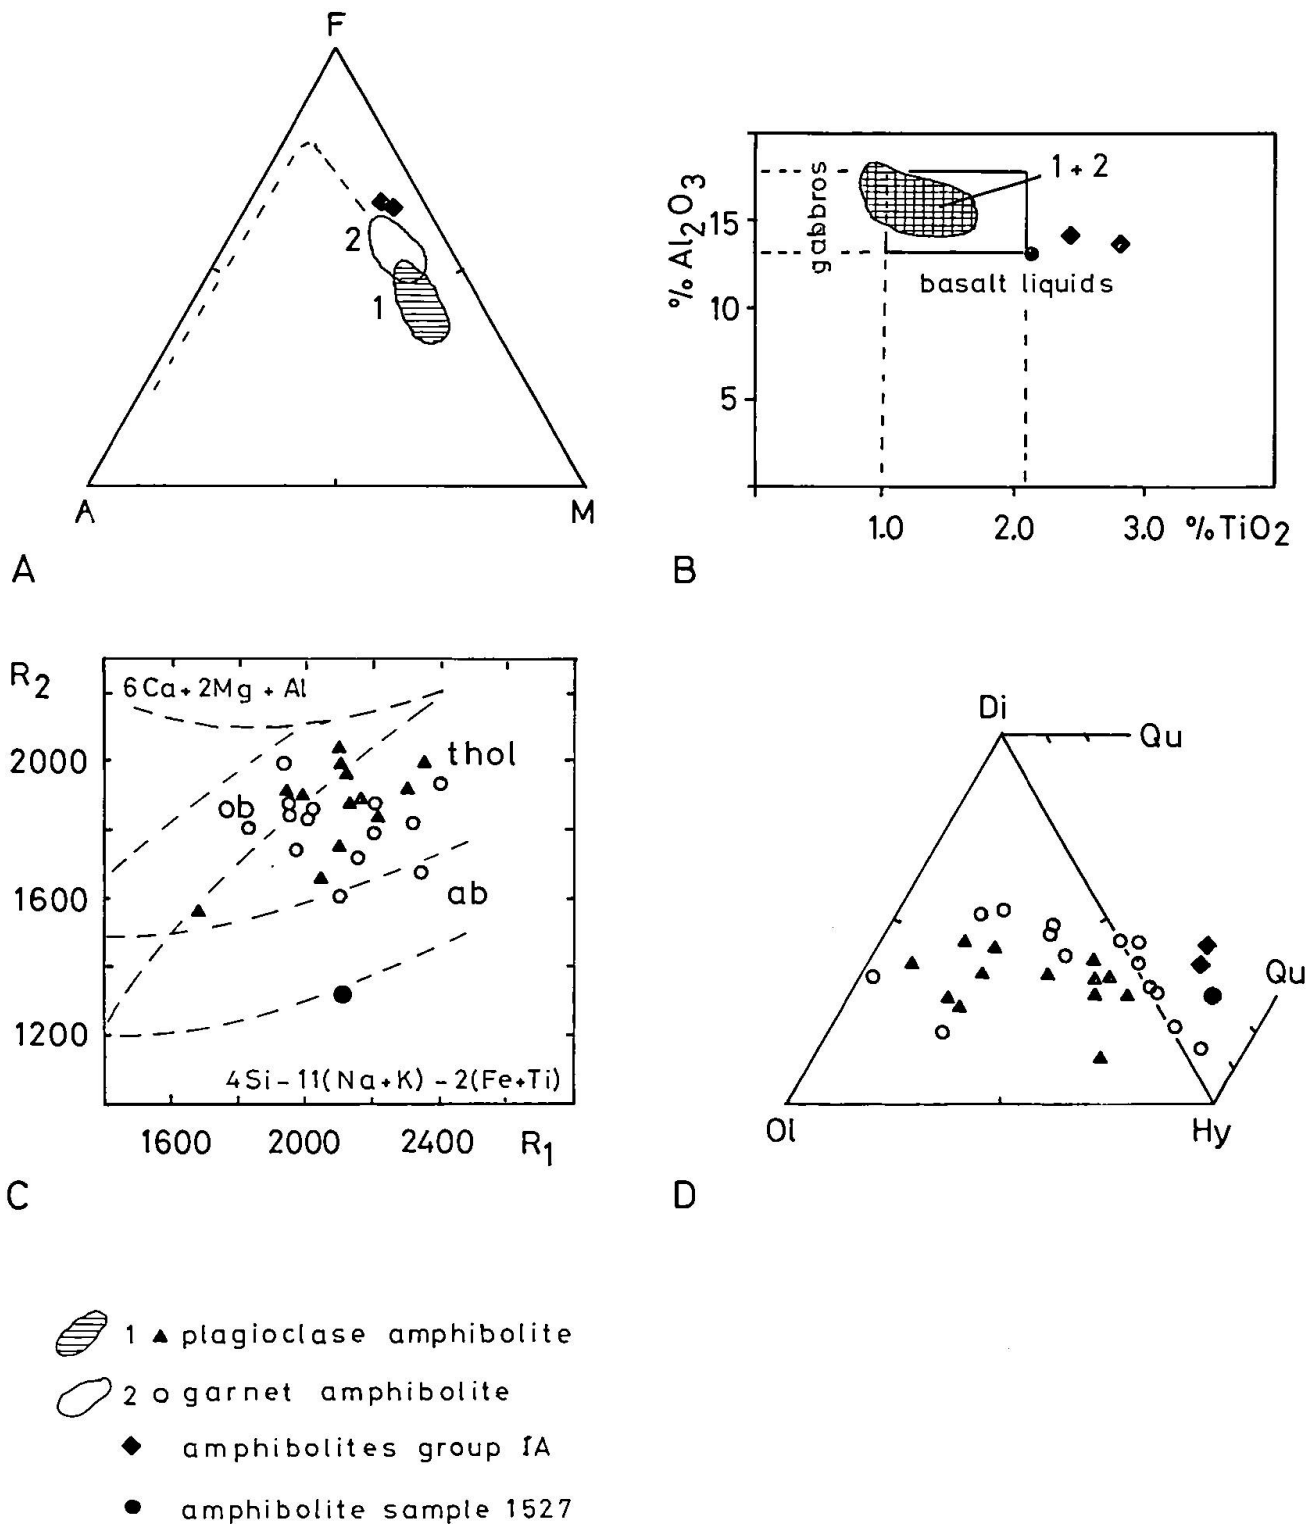 F
2
1
A M
A
% Al2O3
15
10
5
gabbros
1 + 2
basalt liquids
1.0 2.0 3.0 % TiO2
B
R2
6Ca + 2Mg + Al
2000
1600
1200
thol
ob
ab
4Si - 11(Na + K) - 2(Fe + Ti)
1600 2000 2400 R1
C
Di
Qu
Qu
Ol Hy
D
1 ▲ plagioclase amphibolite
2 o garnet amphibolite
◆ amphibolites group IA
● amphibolite sample 1527